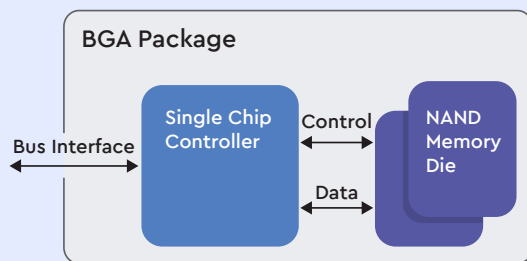 BGA Package
Bus Interface
Single Chip
Controller
Control
Data
NAND
Memory
Die